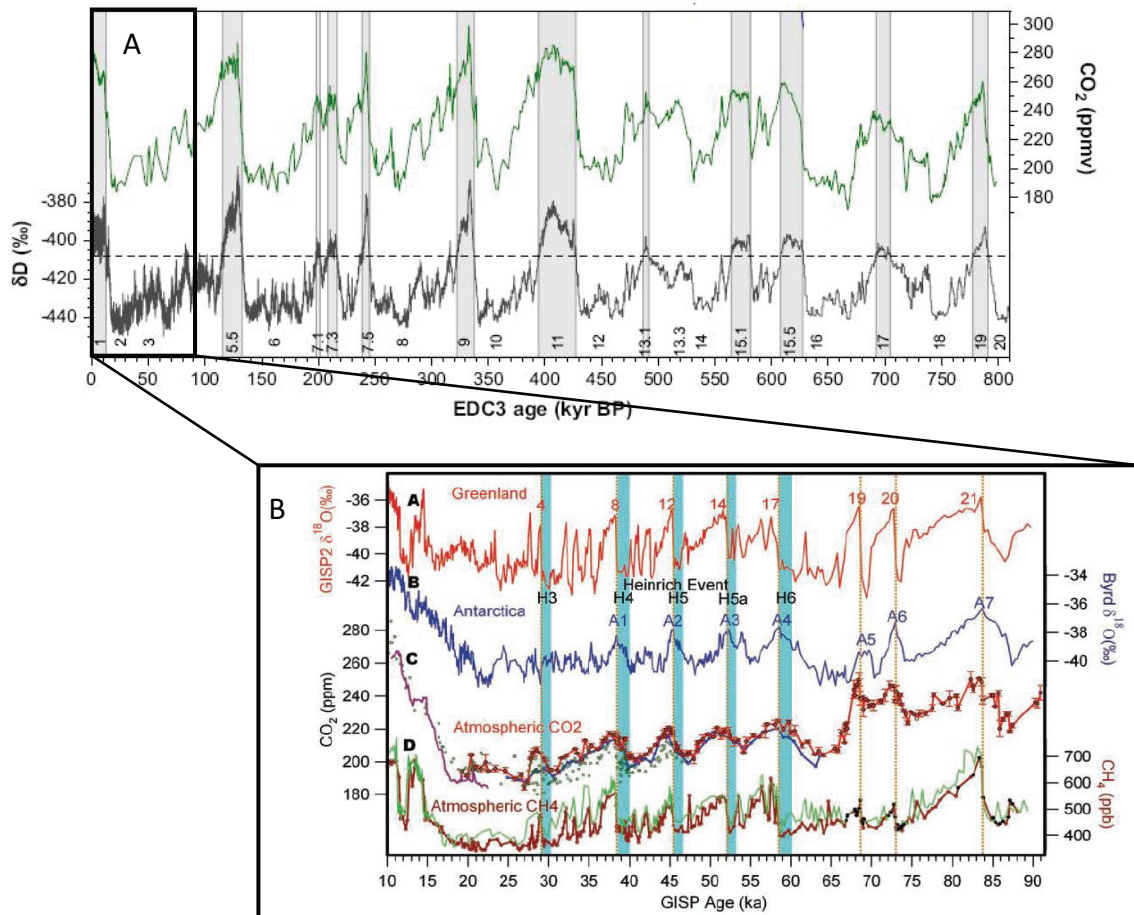 A
300
280
260
240
220
200
180
CO2 (ppmv)
-380
-400
-420
-440
δD (‰)
1 2 3 5.5 6 7.1 7.3 7.5 8 9 10 11 12 13.1 13.3 14 15.1 15.5 16 17 18 19 20
0 50 100 150 200 250 300 350 400 450 500 550 600 650 700 750 800
EDC3 age (kyr BP)
B
A
Greenland
4 8 12 14 17 19 20 21
-36
-38
-40
-42
GISP2 δ18O(‰)
Heinrich Event
H3 H4 H5 H5a H6
B
Antarctica
A1 A2 A3 A4 A5 A6 A7
-34
-36
-38
-40
Byrd δ18O(‰)
C
280
260
240
220
200
180
CO2 (ppm)
Atmospheric CO2
D
Atmospheric CH4
700
600
500
400
CH4 (ppb)
10 15 20 25 30 35 40 45 50 55 60 65 70 75 80 85 90
GISP Age (ka)